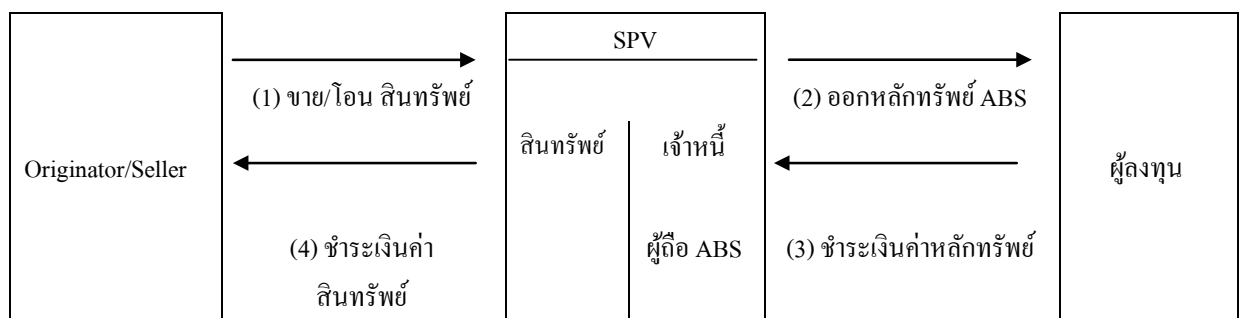 SPV
(1) ขาย/โอน สินทรัพย์
(2) ออกหลักทรัพย์ ABS
สินทรัพย์
เจ้าหนี้
Originator/Seller
ผู้ลงทุน
(4) ชำระเงินค่า
สินทรัพย์
ผู้ถือ ABS
(3) ชำระเงินค่าหลักทรัพย์